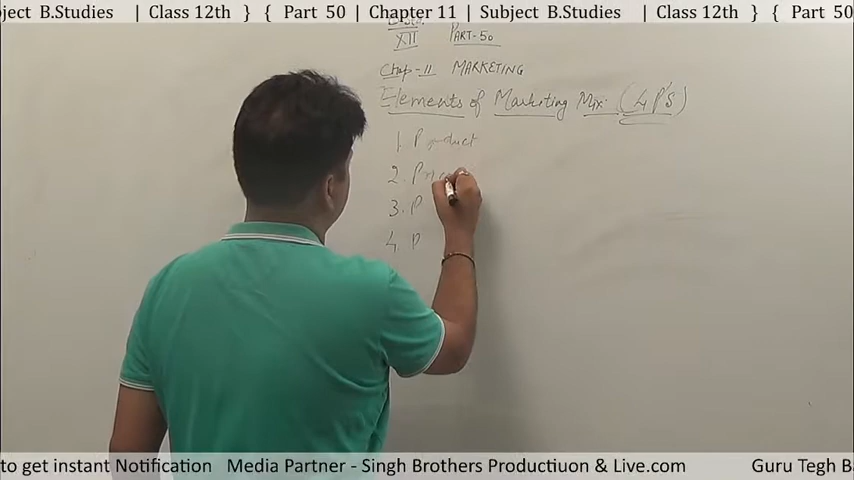 ject B.Studies | Class 12th } { Part 50 | Chapter 11 | Subject B.Studies | Class 12th } { Part 50
XII PART-50
Chap-11 MARKETING
Elements of Marketing Mix. (4 P'S)
1. Product
2. Pric
3. P
4. P
to get instant Notification Media Partner - Singh Brothers Productiuon & Live.com Guru Tegh B